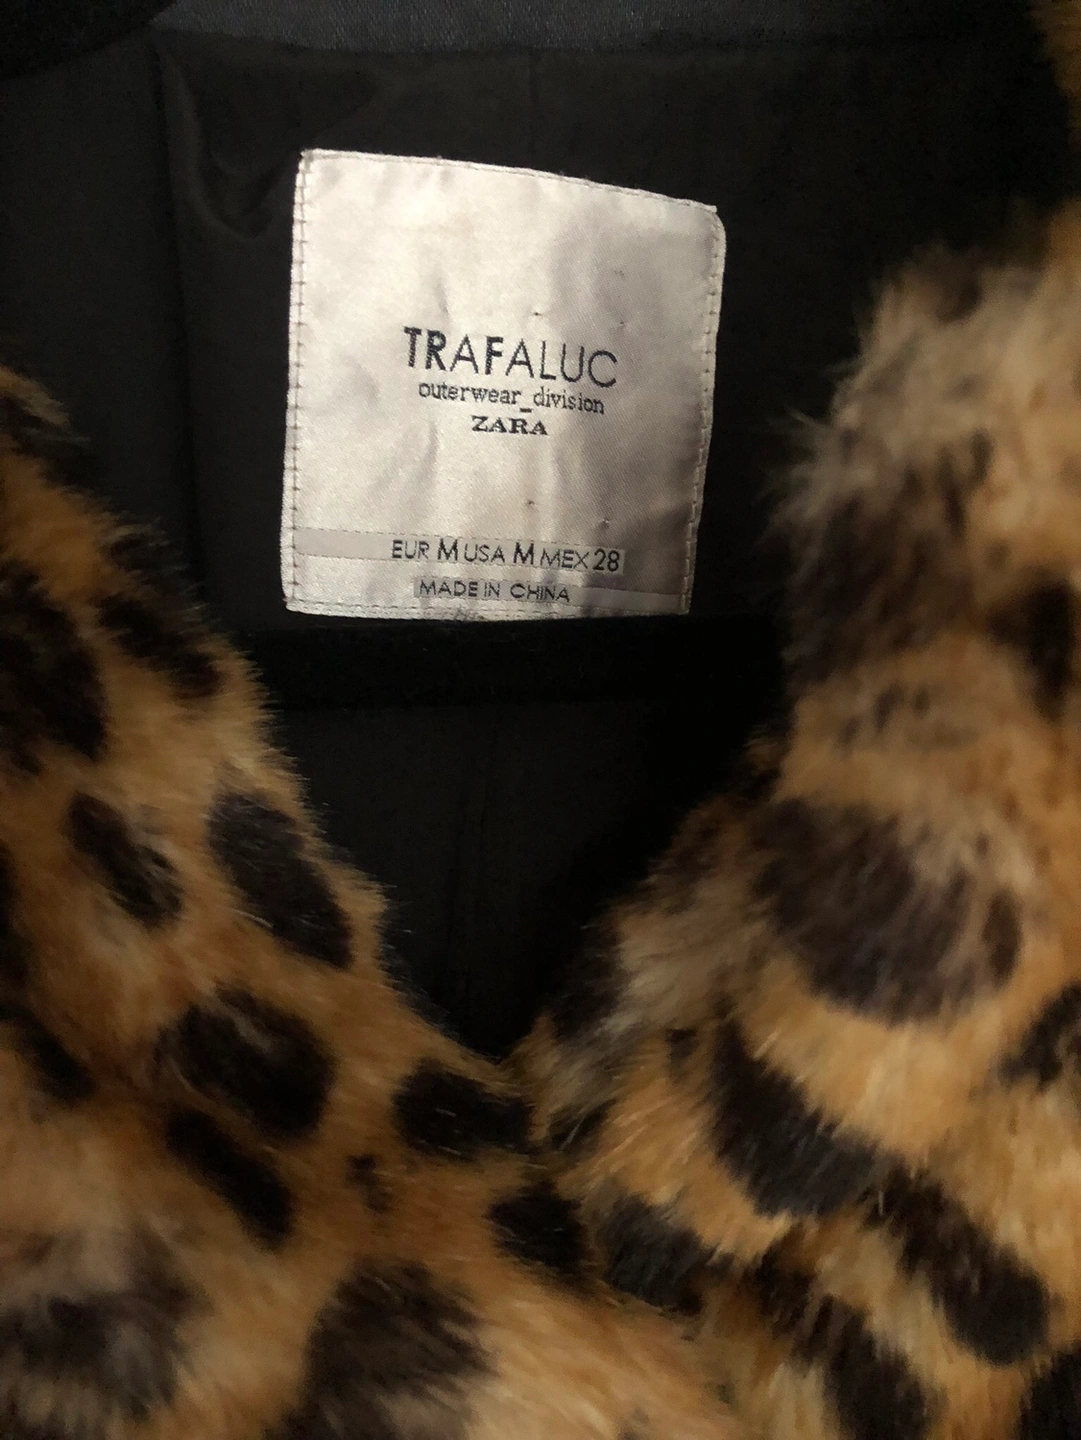 TRAFALUC
outerwear_division
ZARA
EUR M USA M MEX 28
MADE IN CHINA